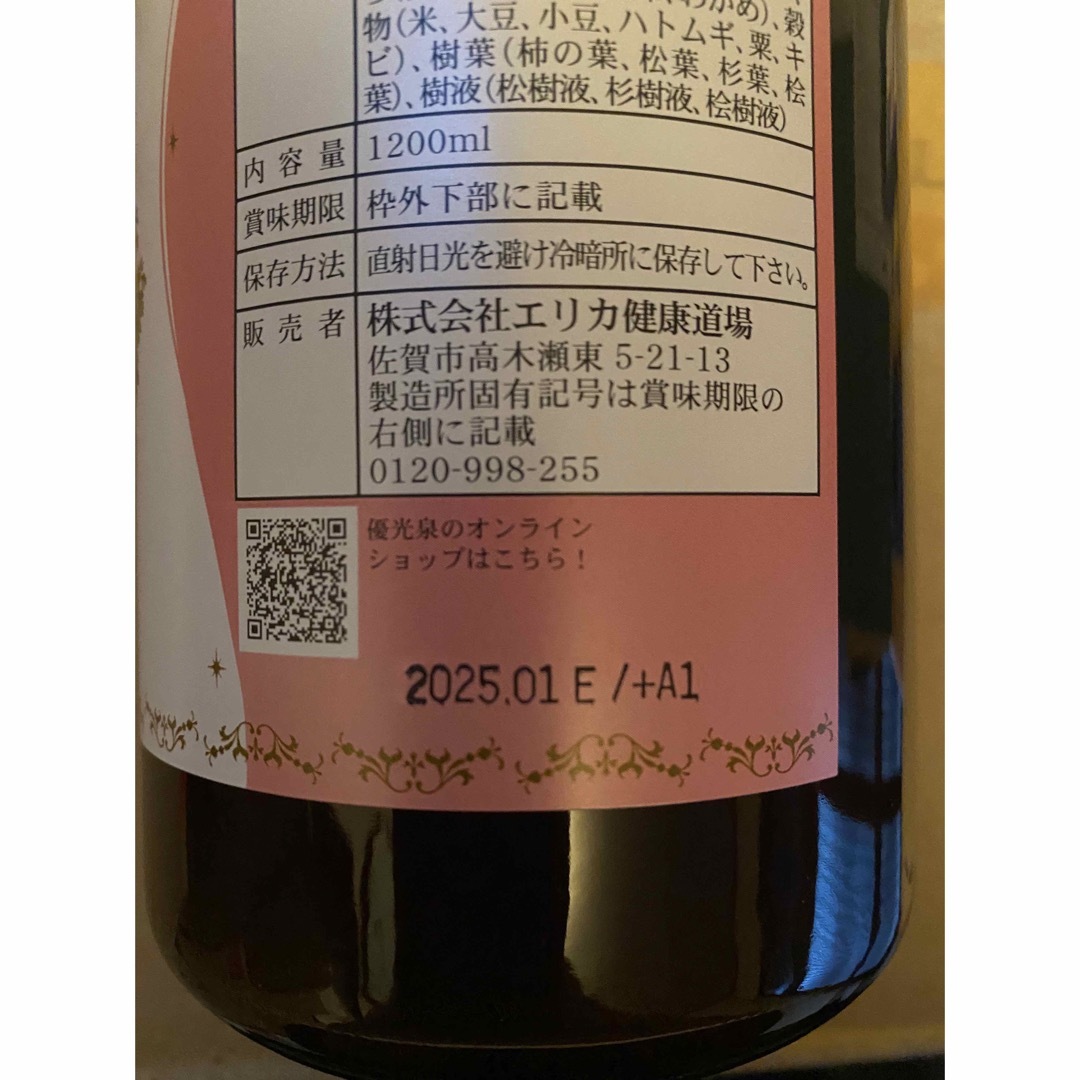 わかめ)、穀
物(米、大豆、小豆、ハトムギ、粟、キ
ビ)、樹葉(柿の葉、松葉、杉葉、桧
葉)、樹液(松樹液、杉樹液、桧樹液)
内容量 1200ml
賞味期限 枠外下部に記載
保存方法 直射日光を避け冷暗所に保存して下さい。
販売者 株式会社エリカ健康道場
佐賀市高木瀬東 5-21-13
製造所固有記号は賞味期限の
右側に記載
0120-998-255
優光泉のオンライン
ショップはこちら!
2025.01 E /+A1